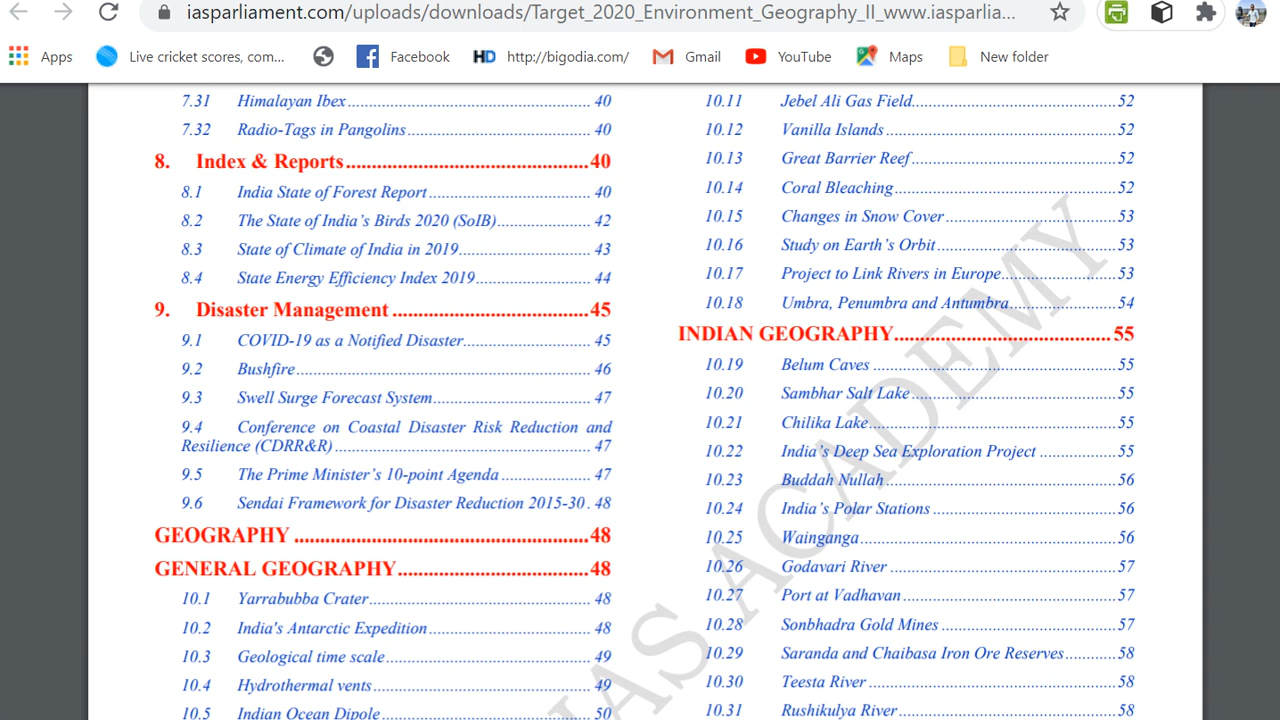 iasparliament.com/uploads/downloads/Target_2020_Environment_Geography_II_www.iasparlia...
Apps Live cricket scores, com... Facebook HD http://bigodia.com/ Gmail YouTube Maps New folder
7.31 Himalayan Ibex 40
7.32 Radio-Tags in Pangolins 40
8. Index & Reports 40
8.1 India State of Forest Report 40
8.2 The State of India's Birds 2020 (SoIB) 42
8.3 State of Climate of India in 2019 43
8.4 State Energy Efficiency Index 2019 44
9. Disaster Management 45
9.1 COVID-19 as a Notified Disaster 45
9.2 Bushfire 46
9.3 Swell Surge Forecast System 47
9.4 Conference on Coastal Disaster Risk Reduction and
Resilience (CDRR&R) 47
9.5 The Prime Minister's 10-point Agenda 47
9.6 Sendai Framework for Disaster Reduction 2015-30 . 48
GEOGRAPHY 48
GENERAL GEOGRAPHY 48
10.1 Yarrabubba Crater 48
10.2 India's Antarctic Expedition 48
10.3 Geological time scale 49
10.4 Hydrothermal vents 49
10.5 Indian Ocean Dipole 50
10.11 Jebel Ali Gas Field 52
10.12 Vanilla Islands 52
10.13 Great Barrier Reef 52
10.14 Coral Bleaching 52
10.15 Changes in Snow Cover 53
10.16 Study on Earth's Orbit 53
10.17 Project to Link Rivers in Europe 53
10.18 Umbra, Penumbra and Antumbra 54
INDIAN GEOGRAPHY 55
10.19 Belum Caves 55
10.20 Sambhar Salt Lake 55
10.21 Chilika Lake 55
10.22 India's Deep Sea Exploration Project 55
10.23 Buddah Nullah 56
10.24 India's Polar Stations 56
10.25 Wainganga 56
10.26 Godavari River 57
10.27 Port at Vadhavan 57
10.28 Sonbhadra Gold Mines 57
10.29 Saranda and Chaibasa Iron Ore Reserves 58
10.30 Teesta River 58
10.31 Rushikulya River 58
IAS ACADEMY